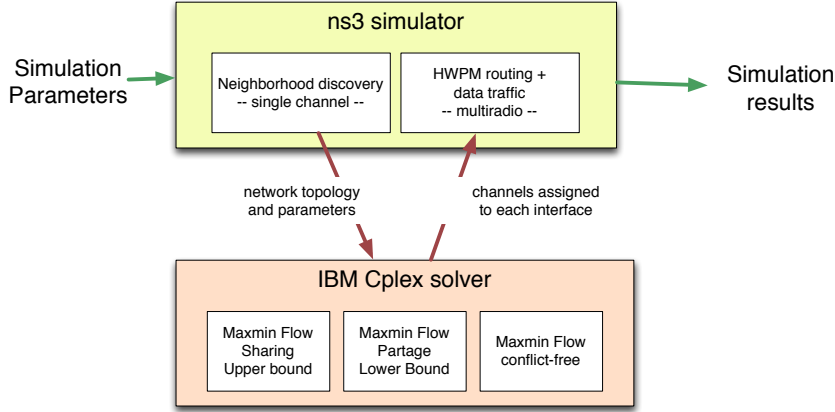 ns3 simulator
Simulation
Parameters
Neighborhood discovery
-- single channel --
HWPM routing +
data traffic
-- multiradio --
Simulation
results
network topology
and parameters
channels assigned
to each interface
IBM Cplex solver
Maxmin Flow
Sharing
Upper bound
Maxmin Flow
Partage
Lower Bound
Maxmin Flow
conflict-free